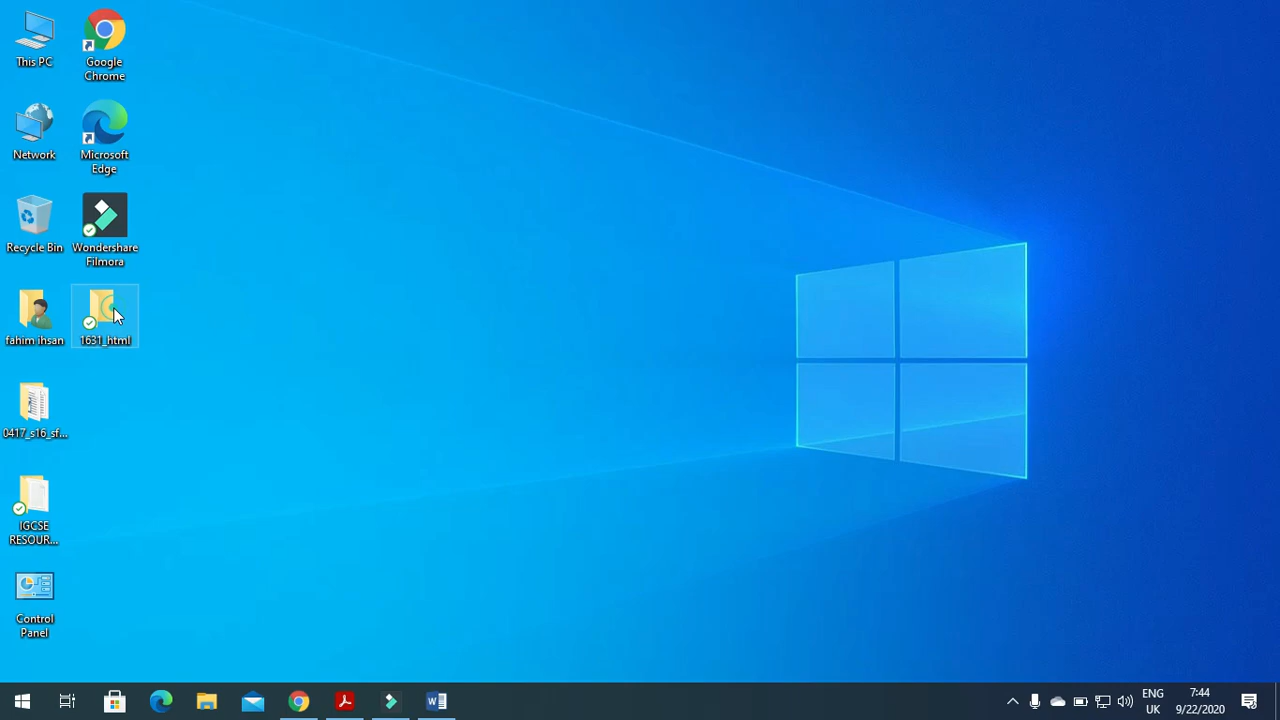 This PC
Google
Chrome
Network
Microsoft
Edge
Recycle Bin
Wondershare
Filmora
fahim ihsan
1631_html
0417_s16_sf...
IGCSE
RESOUR...
Control
Panel
ENG
UK
7:44
9/22/2020